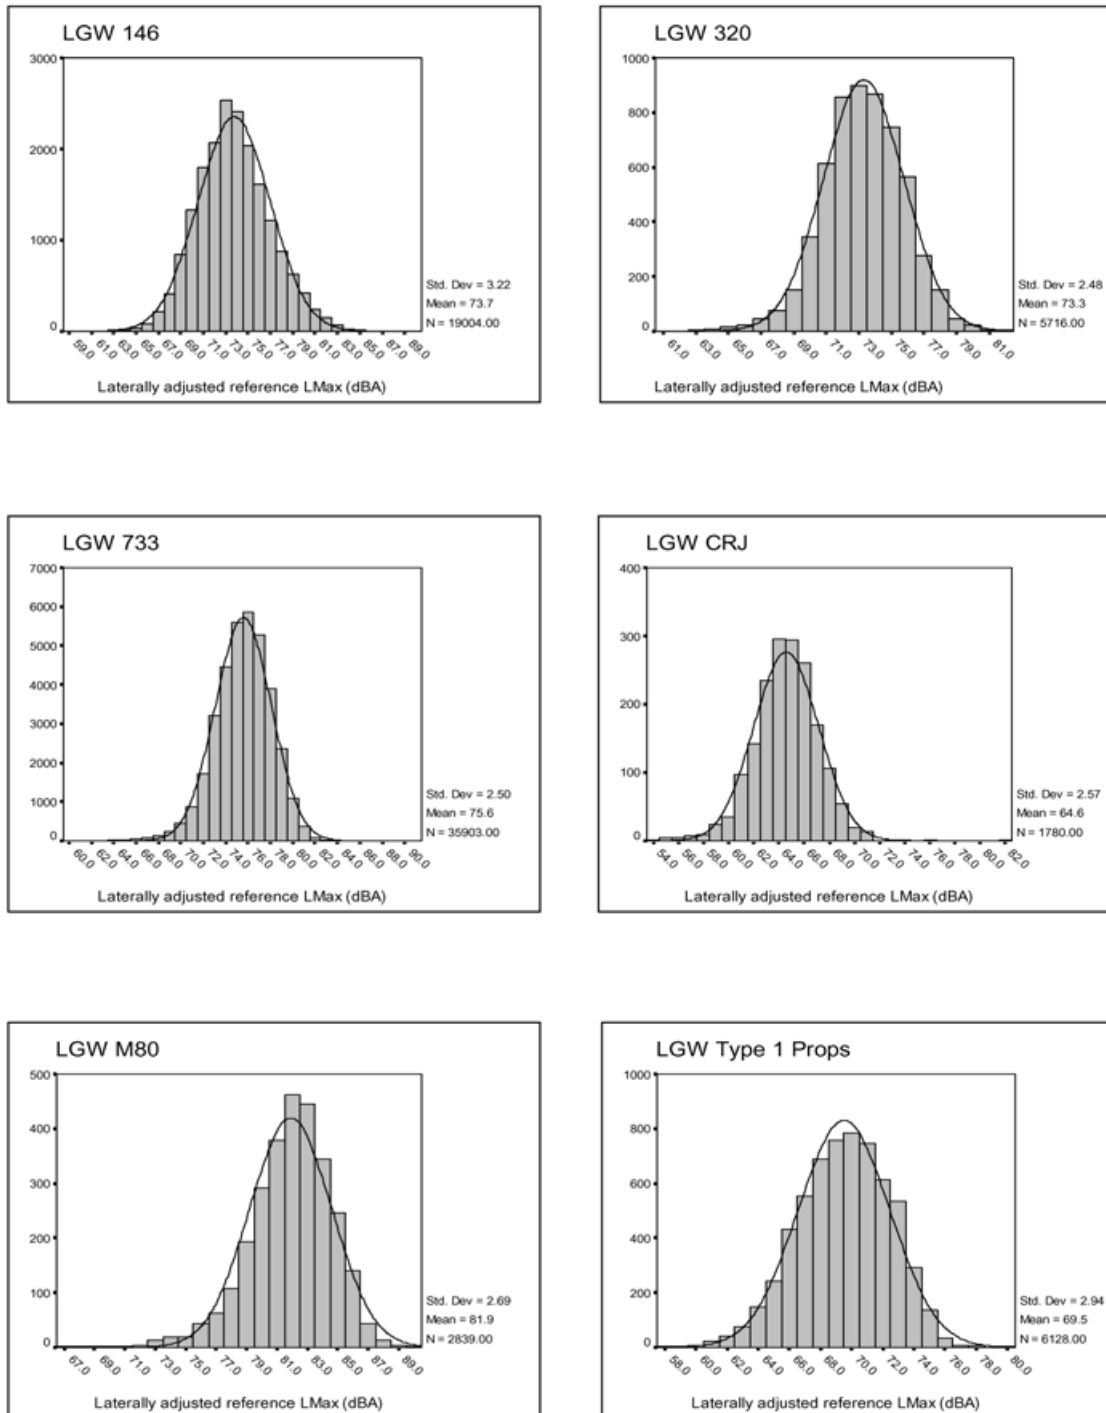 LGW 146
3000
2000
1000
0
59.0 61.0 63.0 65.0 67.0 69.0 71.0 73.0 75.0 77.0 79.0 81.0 83.0 85.0 87.0 89.0
Std. Dev = 3.22
Mean = 73.7
N = 19004.00
Laterally adjusted reference LMax (dBA)
LGW 320
1000
800
600
400
200
0
61.0 63.0 65.0 67.0 69.0 71.0 73.0 75.0 77.0 79.0 81.0
Std. Dev = 2.48
Mean = 73.3
N = 5716.00
Laterally adjusted reference LMax (dBA)
LGW 733
7000
6000
5000
4000
3000
2000
1000
0
60.0 62.0 64.0 66.0 68.0 70.0 72.0 74.0 76.0 78.0 80.0 82.0 84.0 86.0 88.0 90.0
Std. Dev = 2.50
Mean = 75.6
N = 35903.00
Laterally adjusted reference LMax (dBA)
LGW CRJ
400
300
200
100
0
54.0 56.0 58.0 60.0 62.0 64.0 66.0 68.0 70.0 72.0 74.0 76.0 78.0 80.0 82.0
Std. Dev = 2.57
Mean = 64.6
N = 1780.00
Laterally adjusted reference LMax (dBA)
LGW M80
500
400
300
200
100
0
67.0 69.0 71.0 73.0 75.0 77.0 79.0 81.0 83.0 85.0 87.0 89.0
Std. Dev = 2.69
Mean = 81.9
N = 2839.00
Laterally adjusted reference LMax (dBA)
LGW Type 1 Props
1000
800
600
400
200
0
58.0 60.0 62.0 64.0 66.0 68.0 70.0 72.0 74.0 76.0 78.0 80.0
Std. Dev = 2.94
Mean = 69.5
N = 6128.00
Laterally adjusted reference LMax (dBA)